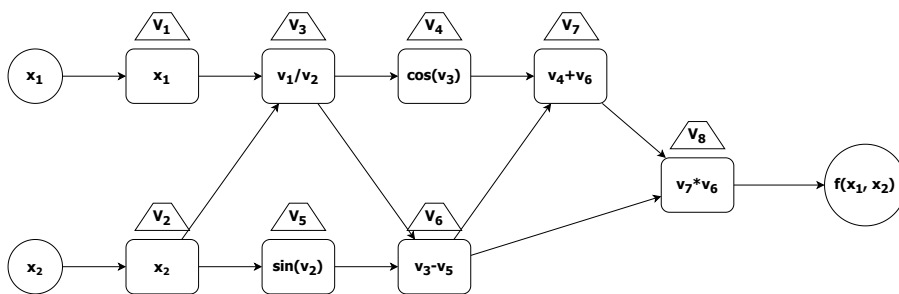 V₁
V₃
V₄
V₇
x₁
x₁
v₁/v₂
cos(v₃)
v₄+v₆
V₈
v₇*v₆
f(x₁, x₂)
V₂
V₅
V₆
x₂
x₂
sin(v₂)
v₃-v₅